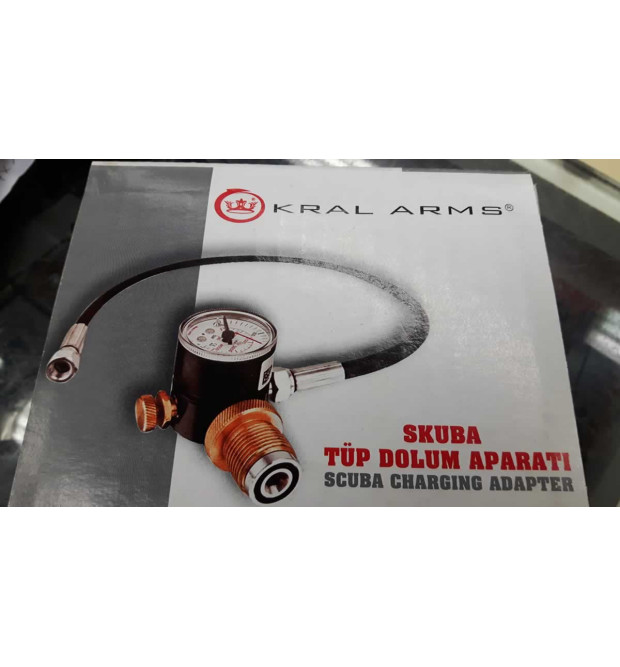 KRAL ARMS®
SKUBA
TÜP DOLUM APARATI
SCUBA CHARGING ADAPTER